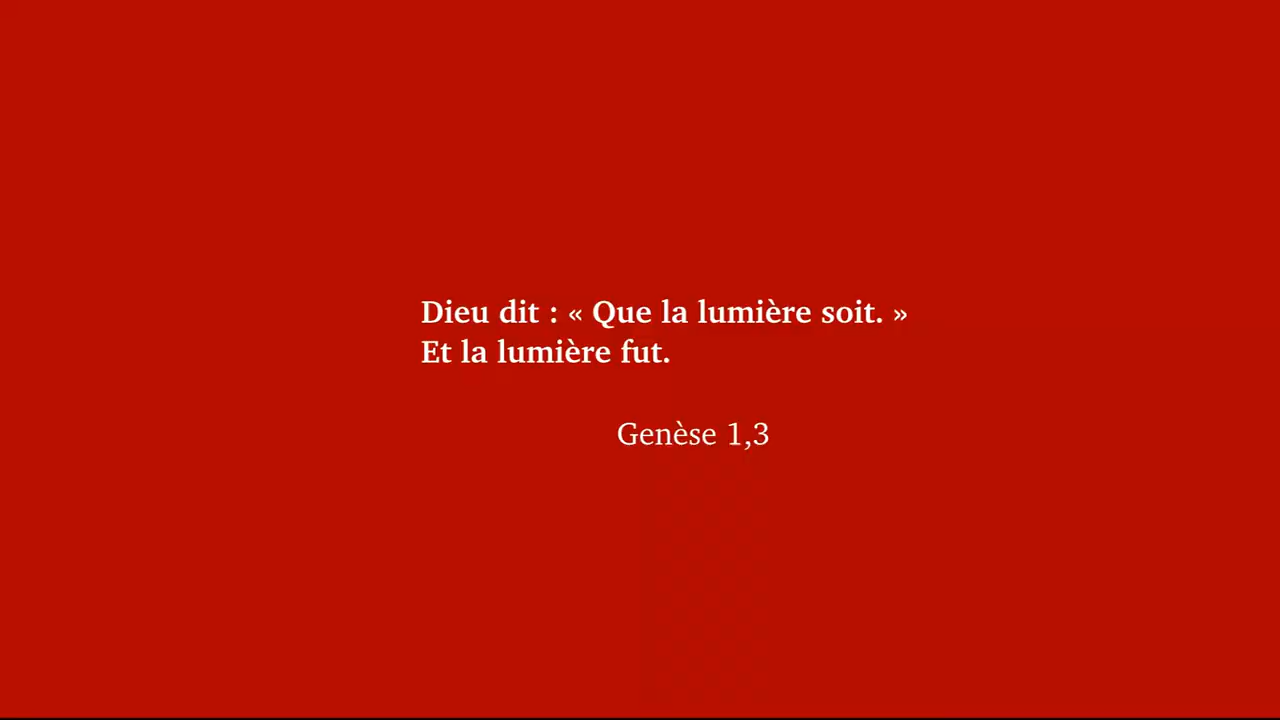 Dieu dit : « Que la lumière soit. »
Et la lumière fut.
Genèse 1,3